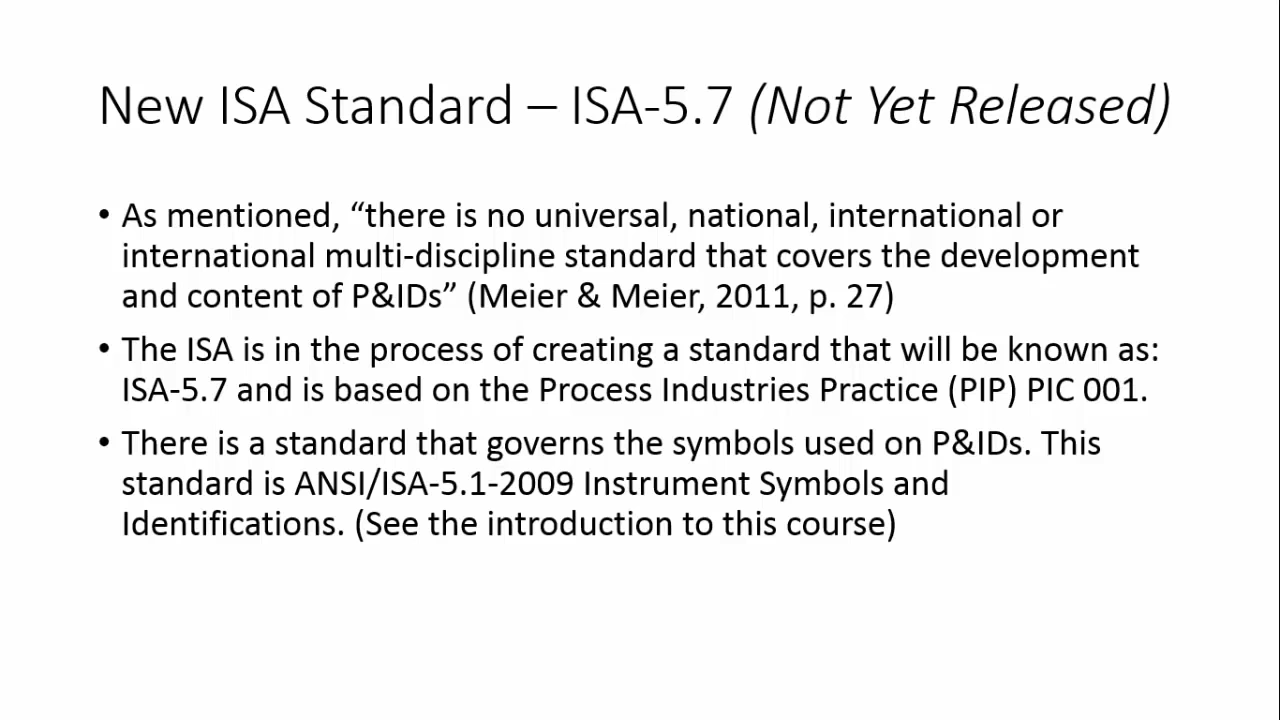 New ISA Standard – ISA-5.7 (Not Yet Released)
• As mentioned, “there is no universal, national, international or
international multi-discipline standard that covers the development
and content of P&IDs” (Meier & Meier, 2011, p. 27)
• The ISA is in the process of creating a standard that will be known as:
ISA-5.7 and is based on the Process Industries Practice (PIP) PIC 001.
• There is a standard that governs the symbols used on P&IDs. This
standard is ANSI/ISA-5.1-2009 Instrument Symbols and
Identifications. (See the introduction to this course)